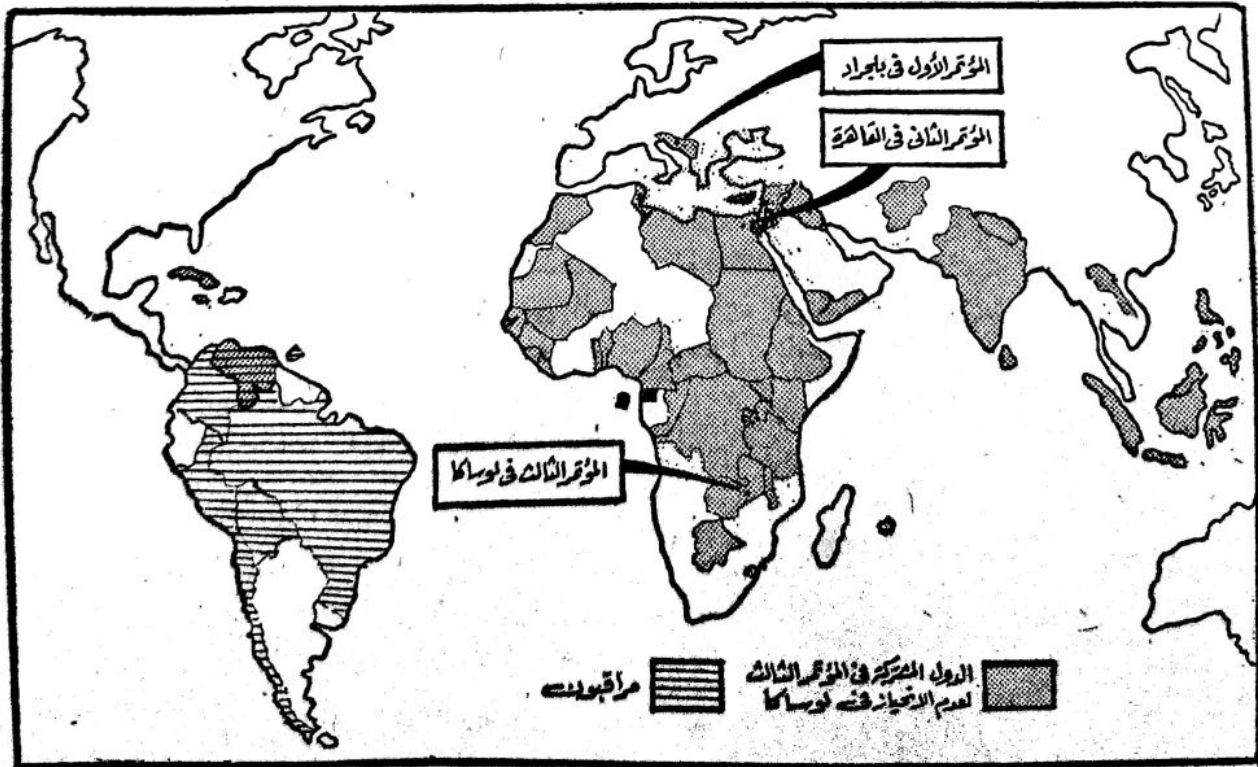 المؤتمر الأول فى بلجراد
المؤتمر الثانى فى القاهرة
المؤتمر الثالث فى لوساكا
الدول المشتركة فى المؤتمر الثالث
لعدم الانحياز فى لوساكا
مراقبون